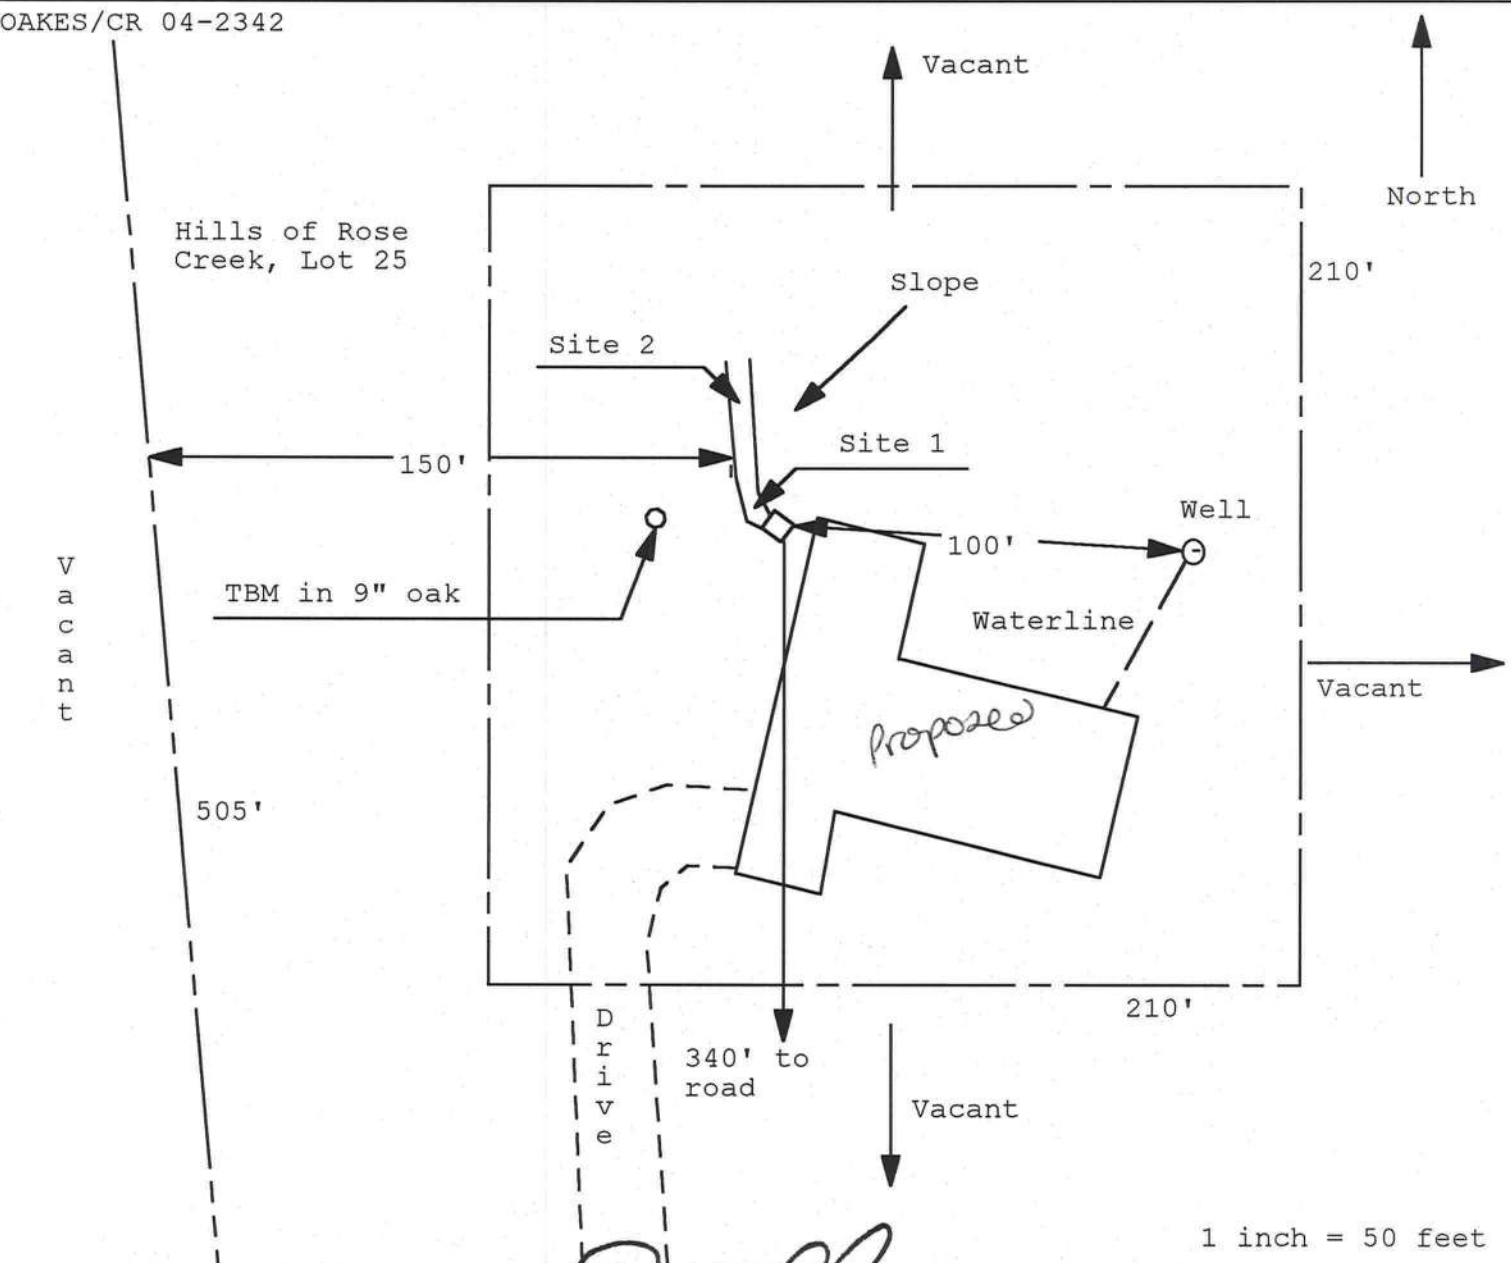 OAKES/CR 04-2342
Vacant
North
Hills of Rose
Creek, Lot 25
210'
Slope
Site 2
Site 1
150'
Well
100'
Vacant
TBM in 9" oak
Waterline
Vacant
Proposed
505'
210'
Drive
340' to
road
Vacant
1 inch = 50 feet